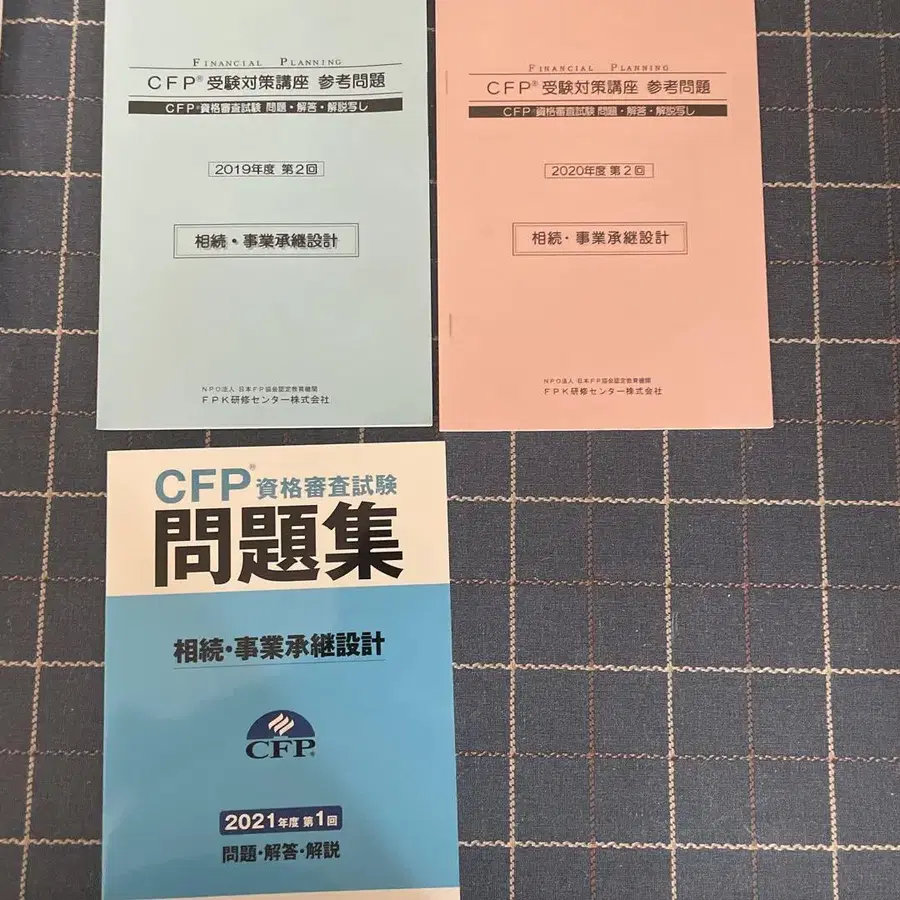 FINANCIAL PLANNING
CFP® 受験対策講座 参考問題
CFP®資格審査試験 問題・解答・解説写し
2019年度 第2回
相続・事業承継設計
NPO法人 日本FP協会認定教育機関
FPK研修センター株式会社
FINANCIAL PLANNING
CFP® 受験対策講座 参考問題
CFP®資格審査試験 問題・解答・解説写し
2020年度 第2回
相続・事業承継設計
NPO法人 日本FP協会認定教育機関
FPK研修センター株式会社
CFP® 資格審査試験
問題集
相続・事業承継設計
CFP®
2021年度 第1回
問題・解答・解説